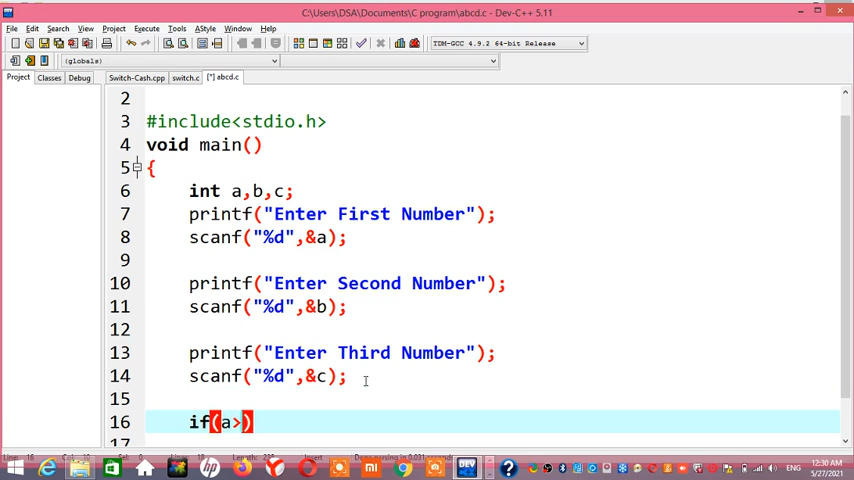 C:\Users\DSA\Documents\C program\abcd.c - Dev-C++ 5.11
File Edit Search View Project Execute Tools AStyle Window Help
TDM-GCC 4.9.2 64-bit Release
(globals)
Project Classes Debug Switch-Cash.cpp switch.c [*] abcd.c
2
3 #include<stdio.h>
4 void main()
5 {
6 int a,b,c;
7 printf("Enter First Number");
8 scanf("%d",&a);
9
10 printf("Enter Second Number");
11 scanf("%d",&b);
12
13 printf("Enter Third Number");
14 scanf("%d",&c);
15
16 if(a>)
17
hp mi DEV ENG 12:30 AM
5/27/2021